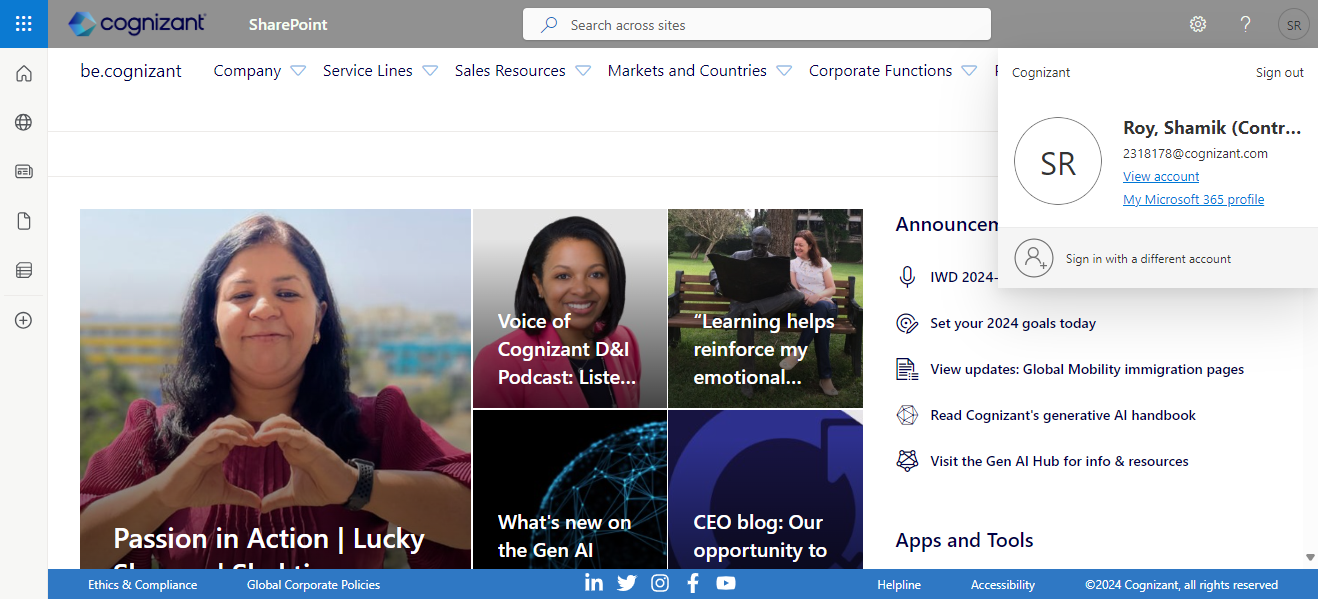 cognizant
SharePoint
Search across sites
SR
be.cognizant
Company
Service Lines
Sales Resources
Markets and Countries
Corporate Functions
Cognizant
Sign out
SR
Roy, Shamik (Contr...
2318178@cognizant.com
View account
My Microsoft 365 profile
Sign in with a different account
Passion in Action | Lucky
Voice of
Cognizant D&I
Podcast: Liste...
“Learning helps
reinforce my
emotional...
What's new on
the Gen AI
CEO blog: Our
opportunity to
Announcem
IWD 2024-
Set your 2024 goals today
View updates: Global Mobility immigration pages
Read Cognizant's generative AI handbook
Visit the Gen AI Hub for info & resources
Apps and Tools
Ethics & Compliance
Global Corporate Policies
Helpline
Accessibility
©2024 Cognizant, all rights reserved